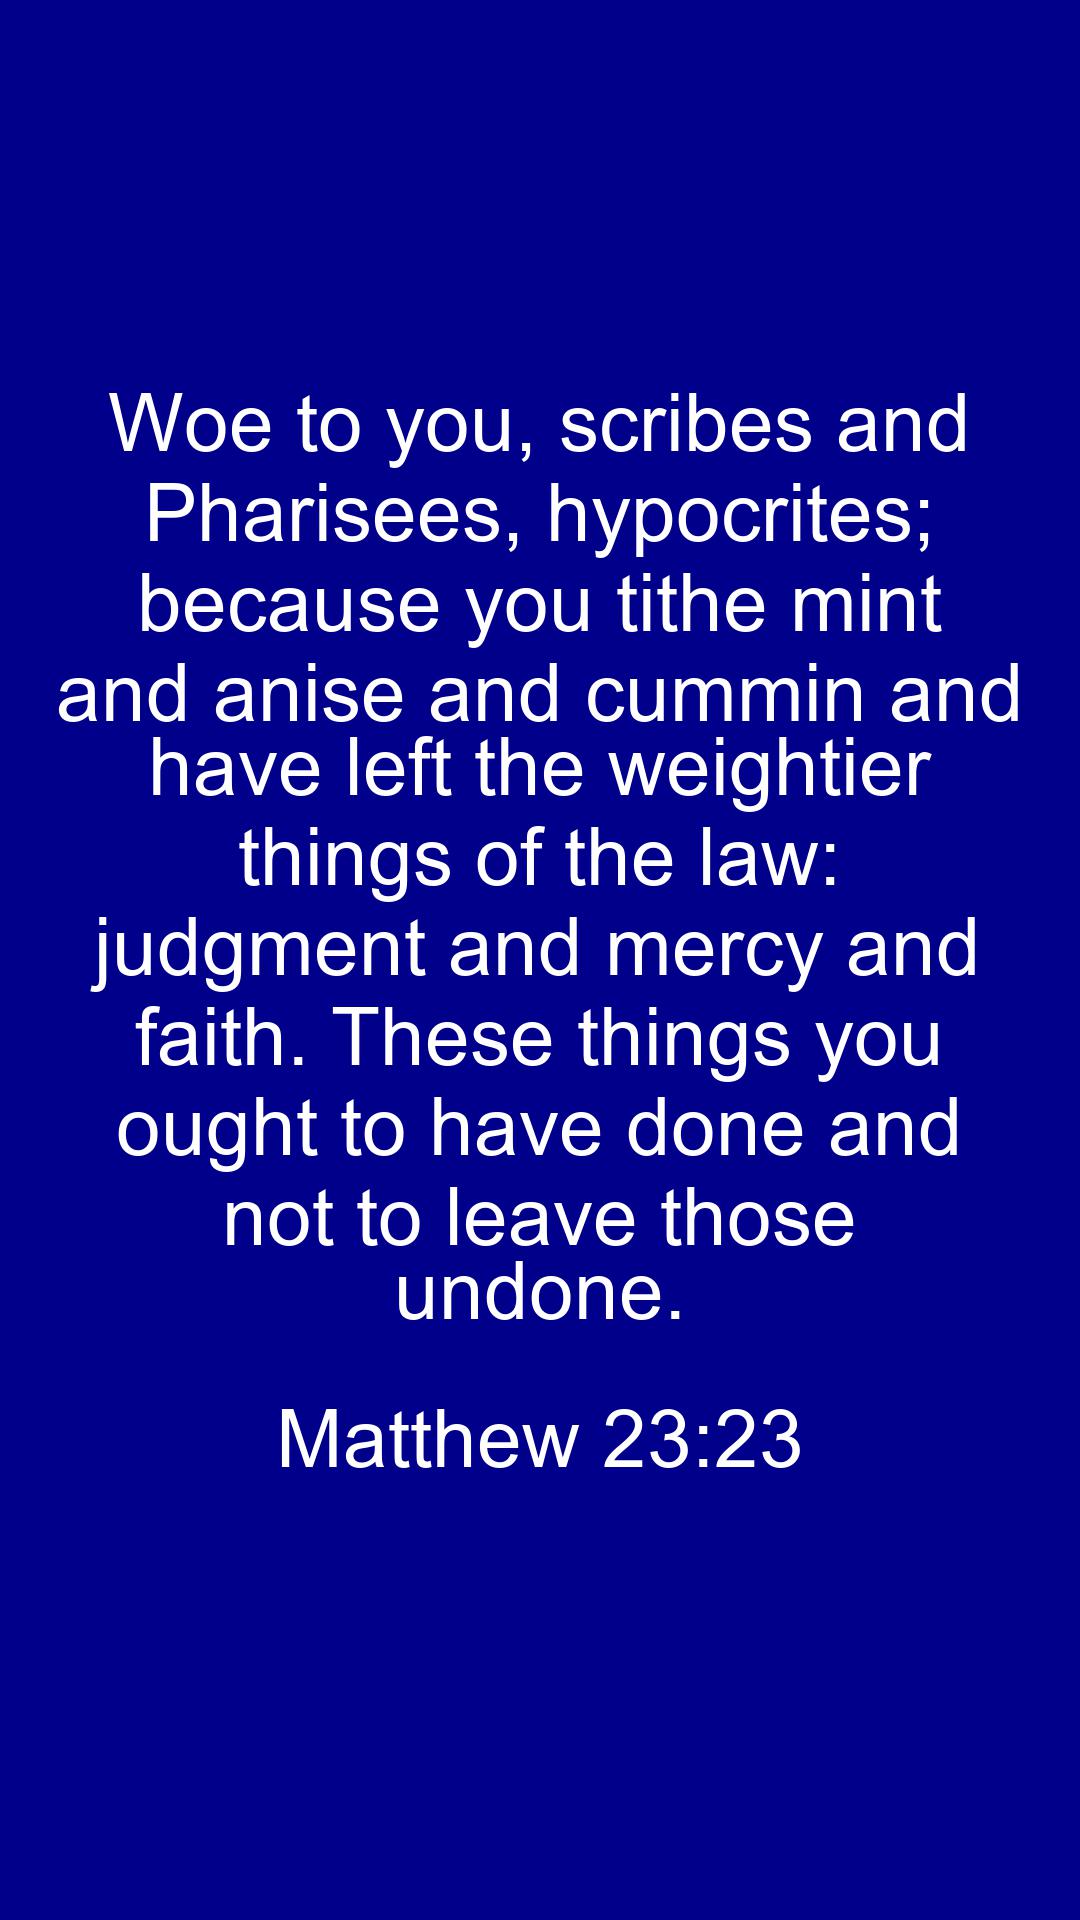 Woe to you, scribes and
Pharisees, hypocrites;
because you tithe mint
and anise and cummin and
have left the weightier
things of the law:
judgment and mercy and
faith. These things you
ought to have done and
not to leave those
undone.
Matthew 23:23